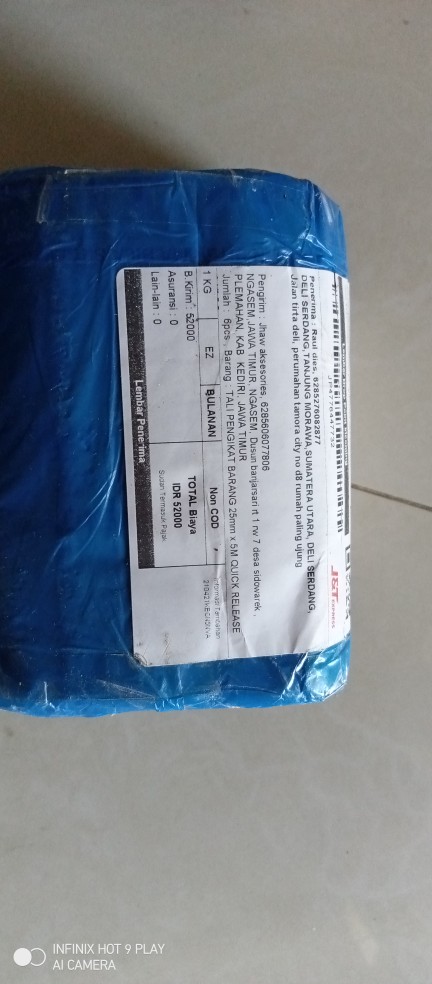 J&T EXPRESS
JP4776447732
Penerima : Raul dies, 6285276082877
DELI SERDANG,TANJUNG MORAWA,SUMATERA UTARA, DELI SERDANG,
Jalan tirta deli, perumahan tamora city no d8 rumah paling ujung
Pengirim : Jhaw aksesories, 6285606077806
NGASEM,JAWA TIMUR, NGASEM, Dusun banjarsari rt 1 rw 7 desa sidowarek ,
PLEMAHAN, KAB. KEDIRI, JAWA TIMUR
Jumlah : 6pcs , Barang : TALI PENGIKAT BARANG 25mm x 5M QUICK RELEASE
1 KG
EZ
BULANAN
Non COD
Informasi Tambahan
B.Kirim : 52000
Asuransi : 0
Lain-lain : 0
TOTAL Biaya
IDR 52000
Sudah Termasuk Pajak
Lembar Penerima
INFINIX HOT 9 PLAY
AI CAMERA